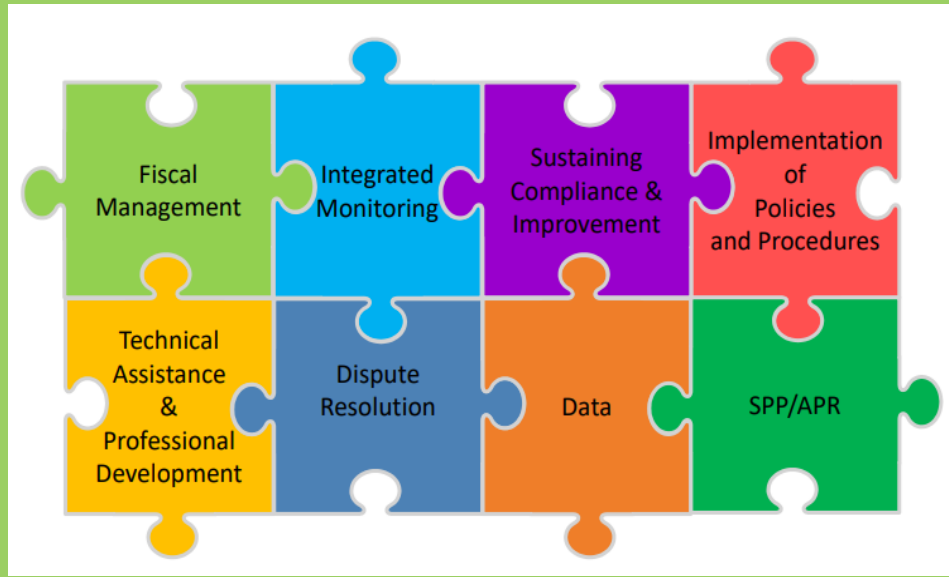 Fiscal
Management
Integrated
Monitoring
Sustaining
Compliance &
Improvement
Implementation
of
Policies
and Procedures
Technical
Assistance
&
Professional
Development
Dispute
Resolution
Data
SPP/APR